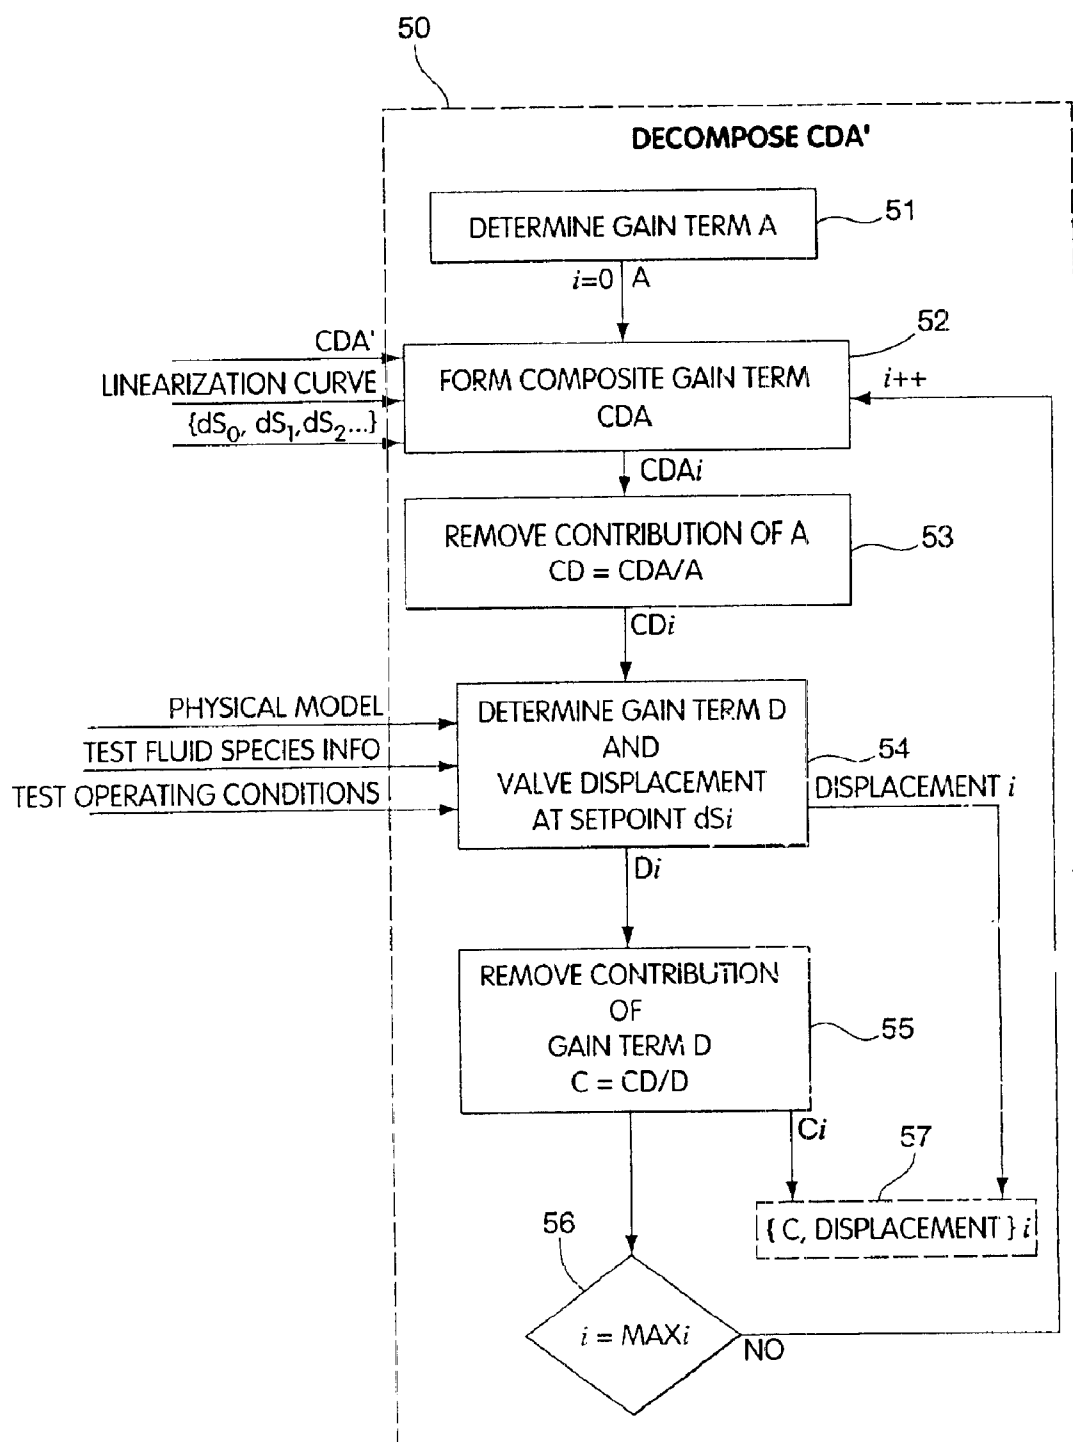 50
DECOMPOSE CDA'
DETERMINE GAIN TERM A
51
i=0 A
CDA'
LINEARIZATION CURVE
{dS0, dS1,dS2...}
FORM COMPOSITE GAIN TERM
CDA
52
i++
CDAi
REMOVE CONTRIBUTION OF A
CD = CDA/A
53
CDi
PHYSICAL MODEL
TEST FLUID SPECIES INFO
TEST OPERATING CONDITIONS
DETERMINE GAIN TERM D
AND
VALVE DISPLACEMENT
AT SETPOINT dSi
54
DISPLACEMENT i
Di
REMOVE CONTRIBUTION
OF
GAIN TERM D
C = CD/D
55
Ci
57
{ C, DISPLACEMENT } i
56
i = MAXi
NO